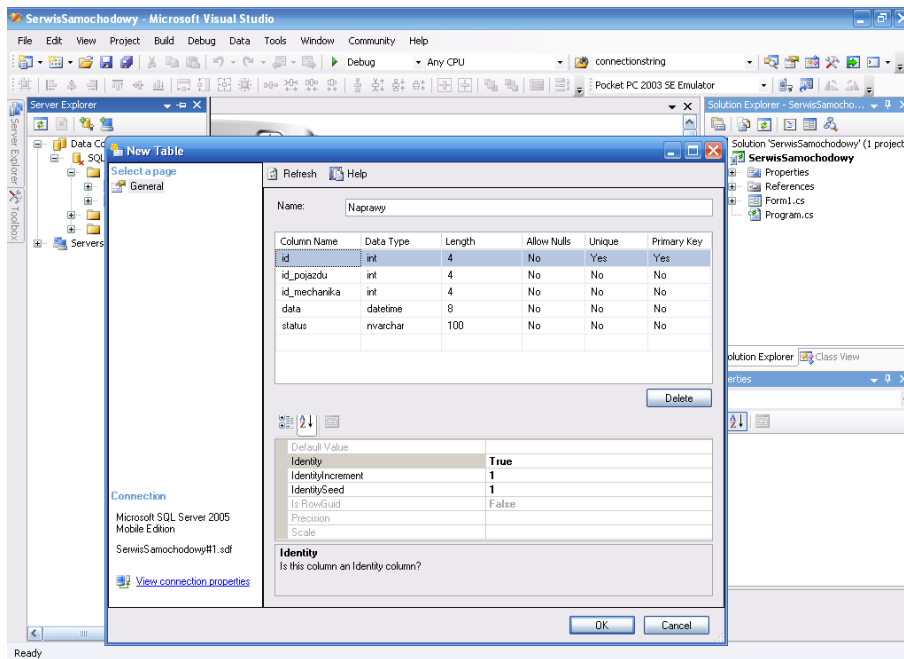 SerwisSamochodowy - Microsoft Visual Studio
File Edit View Project Build Debug Data Tools Window Community Help
Debug Any CPU connectionstring
Pocket PC 2003 SE Emulator
Server Explorer
Solution Explorer - SerwisSamocho...
Server Explorer
Toolbox
Data Co
SQL
Servers
Solution 'SerwisSamochodowy' (1 project
SerwisSamochodowy
Properties
References
Form1.cs
Program.cs
olution Explorer Class View
erties
New Table
Select a page
General
Refresh Help
Name: Naprawy
Column Name Data Type Length Allow Nulls Unique Primary Key
id int 4 No Yes Yes
id_pojazdu int 4 No No No
id_mechanika int 4 No No No
data datetime 8 No No No
status nvarchar 100 No No No
Delete
Default Value
Identity True
IdentityIncrement 1
IdentitySeed 1
Is RowGuid False
Precision
Scale
Identity
Is this column an Identity column?
Connection
Microsoft SQL Server 2005
Mobile Edition
SerwisSamochodowy#1.sdf
View connection properties
OK Cancel
Ready